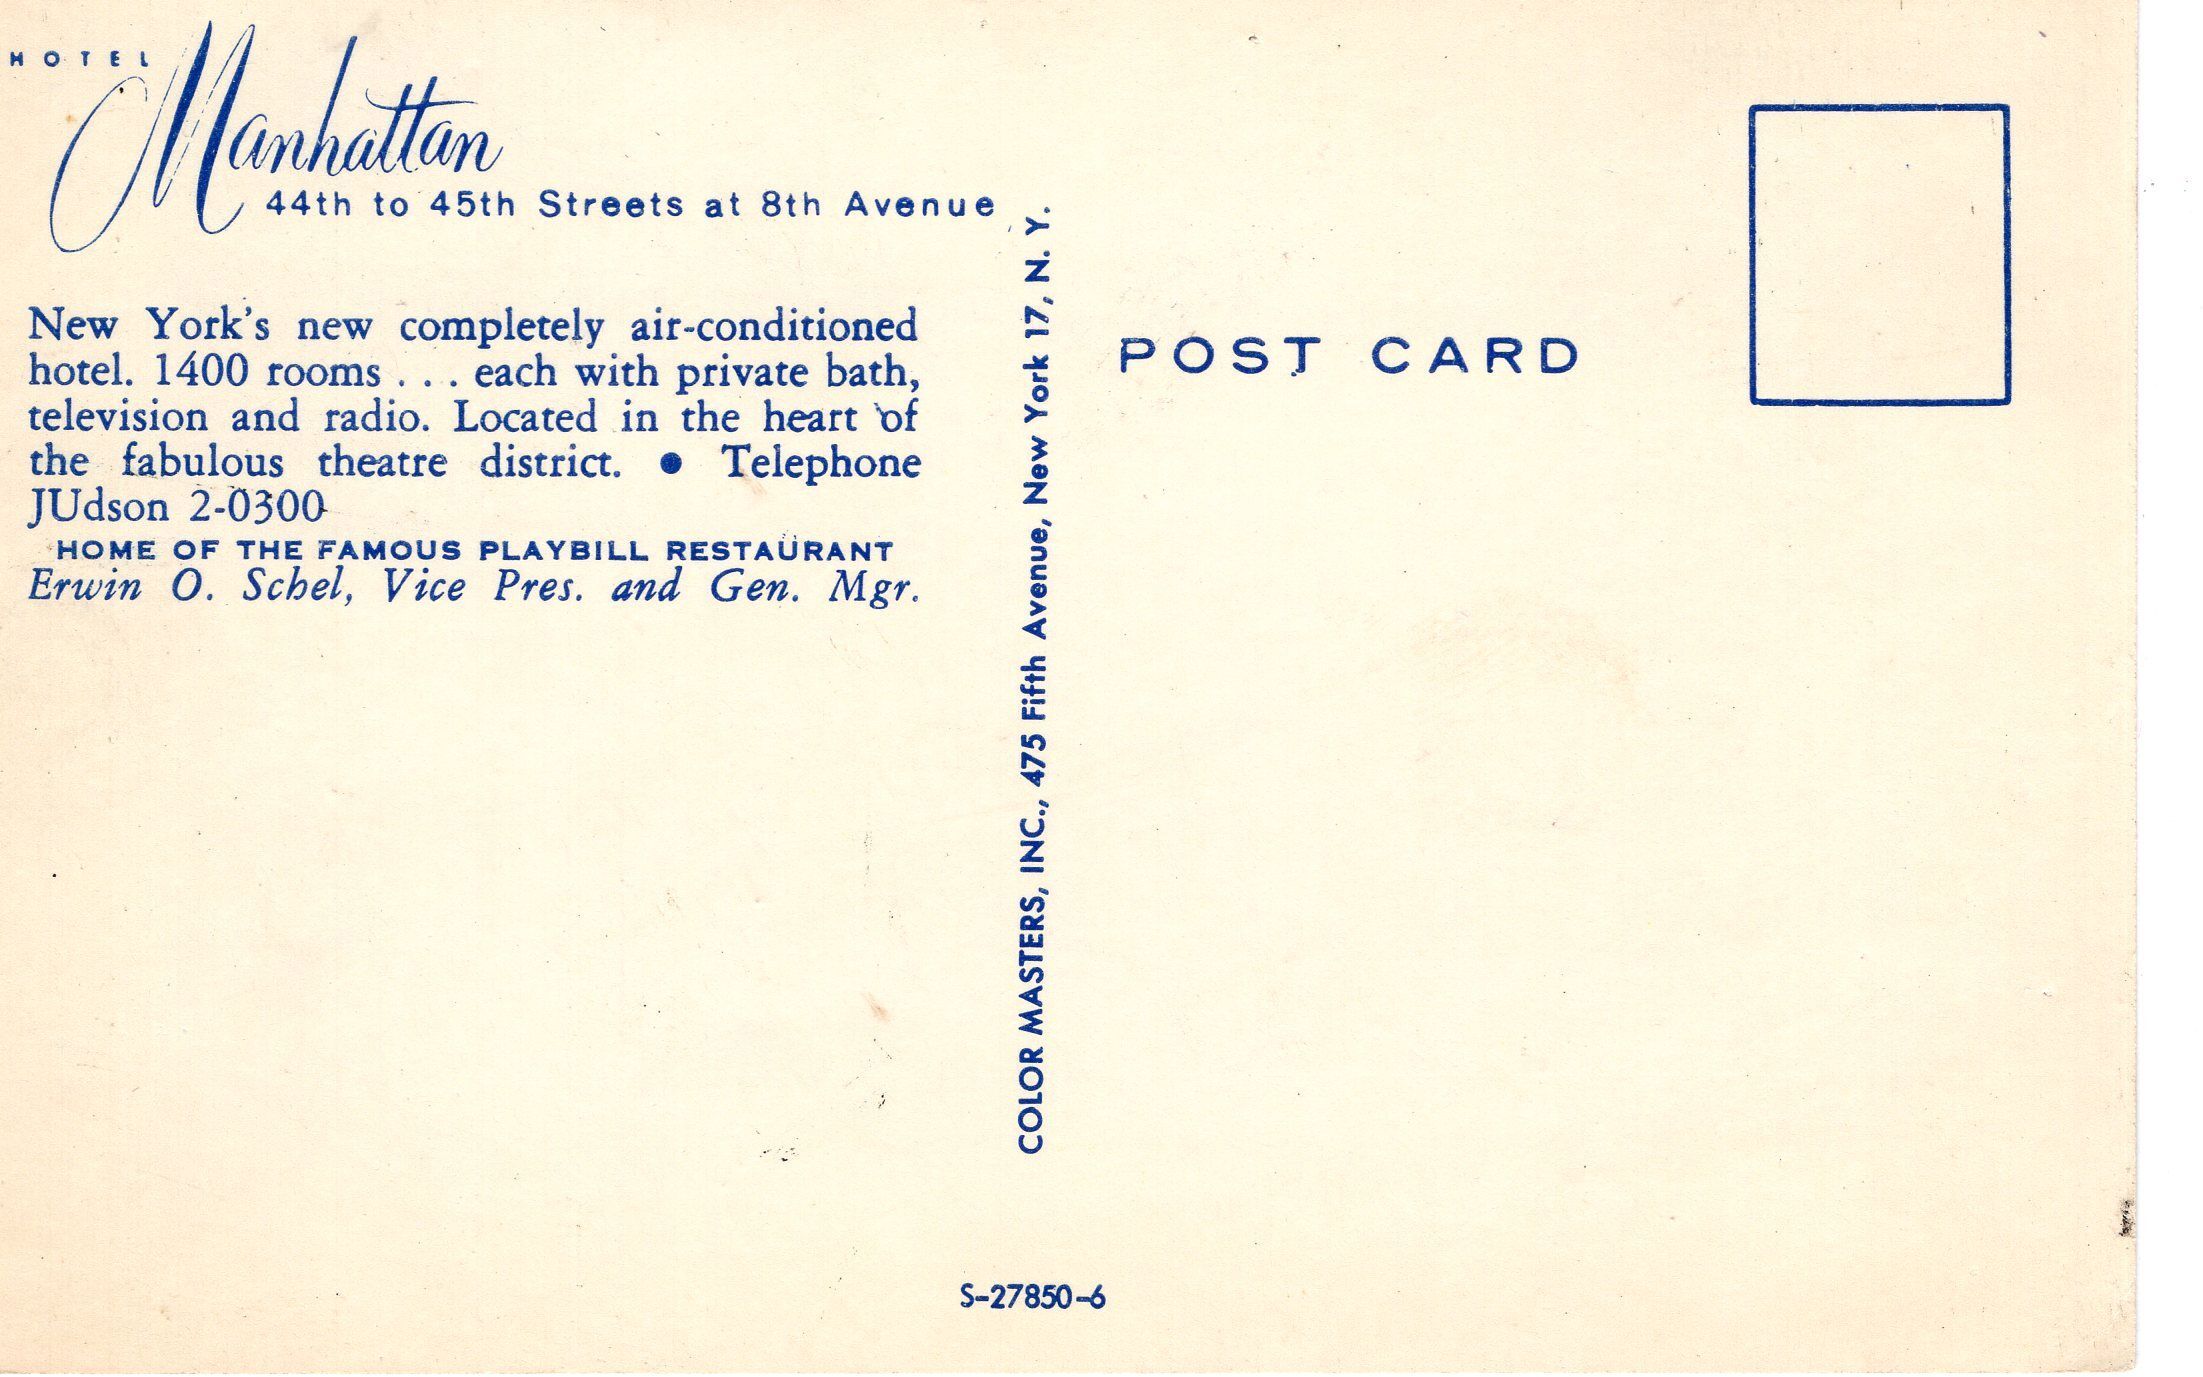 HOTEL
Manhattan
44th to 45th Streets at 8th Avenue
New York's new completely air-conditioned
hotel. 1400 rooms . . . each with private bath,
television and radio. Located in the heart of
the fabulous theatre district. • Telephone
JUdson 2-0300
HOME OF THE FAMOUS PLAYBILL RESTAURANT
Erwin O. Schel, Vice Pres. and Gen. Mgr.
COLOR MASTERS, INC., 475 Fifth Avenue, New York 17, N. Y.
POST CARD
S-27850-6